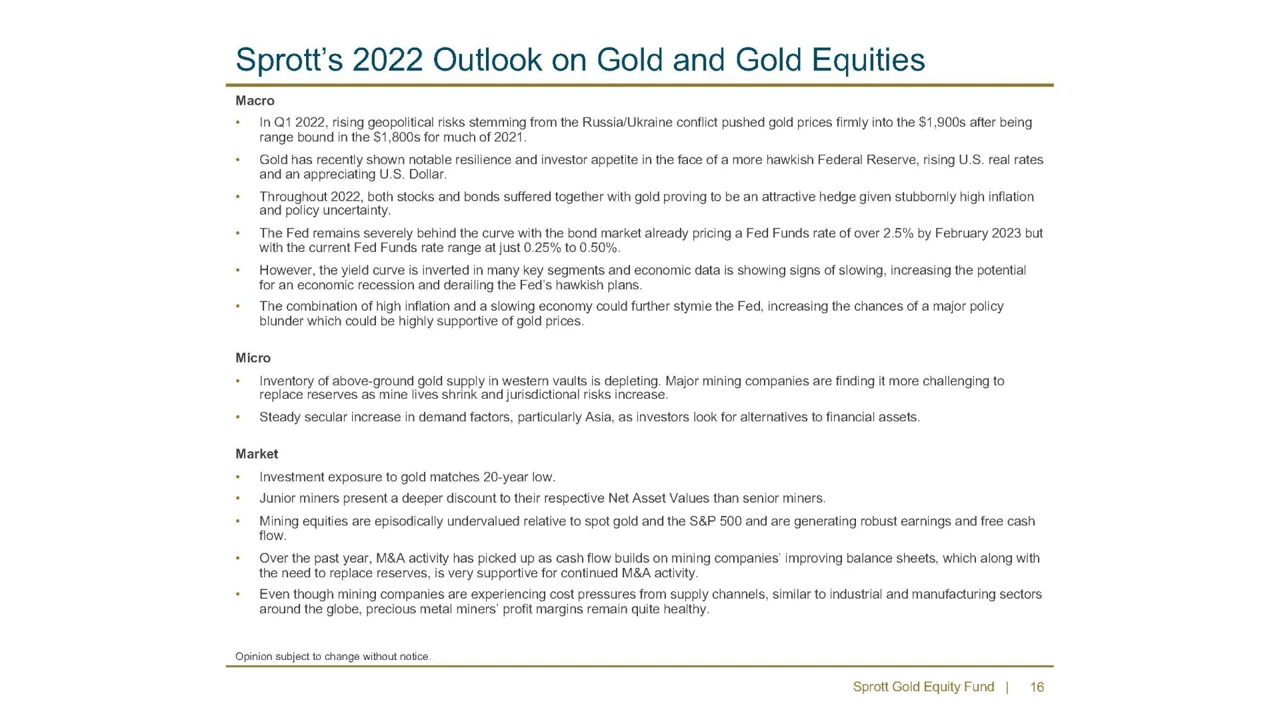 Sprott’s 2022 Outlook on Gold and Gold Equities
Macro
• In Q1 2022, rising geopolitical risks stemming from the Russia/Ukraine conflict pushed gold prices firmly into the $1,900s after being
range bound in the $1,800s for much of 2021.
• Gold has recently shown notable resilience and investor appetite in the face of a more hawkish Federal Reserve, rising U.S. real rates
and an appreciating U.S. Dollar.
• Throughout 2022, both stocks and bonds suffered together with gold proving to be an attractive hedge given stubbornly high inflation
and policy uncertainty.
• The Fed remains severely behind the curve with the bond market already pricing a Fed Funds rate of over 2.5% by February 2023 but
with the current Fed Funds rate range at just 0.25% to 0.50%.
• However, the yield curve is inverted in many key segments and economic data is showing signs of slowing, increasing the potential
for an economic recession and derailing the Fed’s hawkish plans.
• The combination of high inflation and a slowing economy could further stymie the Fed, increasing the chances of a major policy
blunder which could be highly supportive of gold prices.
Micro
• Inventory of above-ground gold supply in western vaults is depleting. Major mining companies are finding it more challenging to
replace reserves as mine lives shrink and jurisdictional risks increase.
• Steady secular increase in demand factors, particularly Asia, as investors look for alternatives to financial assets.
Market
• Investment exposure to gold matches 20-year low.
• Junior miners present a deeper discount to their respective Net Asset Values than senior miners.
• Mining equities are episodically undervalued relative to spot gold and the S&P 500 and are generating robust earnings and free cash
flow.
• Over the past year, M&A activity has picked up as cash flow builds on mining companies’ improving balance sheets, which along with
the need to replace reserves, is very supportive for continued M&A activity.
• Even though mining companies are experiencing cost pressures from supply channels, similar to industrial and manufacturing sectors
around the globe, precious metal miners’ profit margins remain quite healthy.
Opinion subject to change without notice.
Sprott Gold Equity Fund | 16